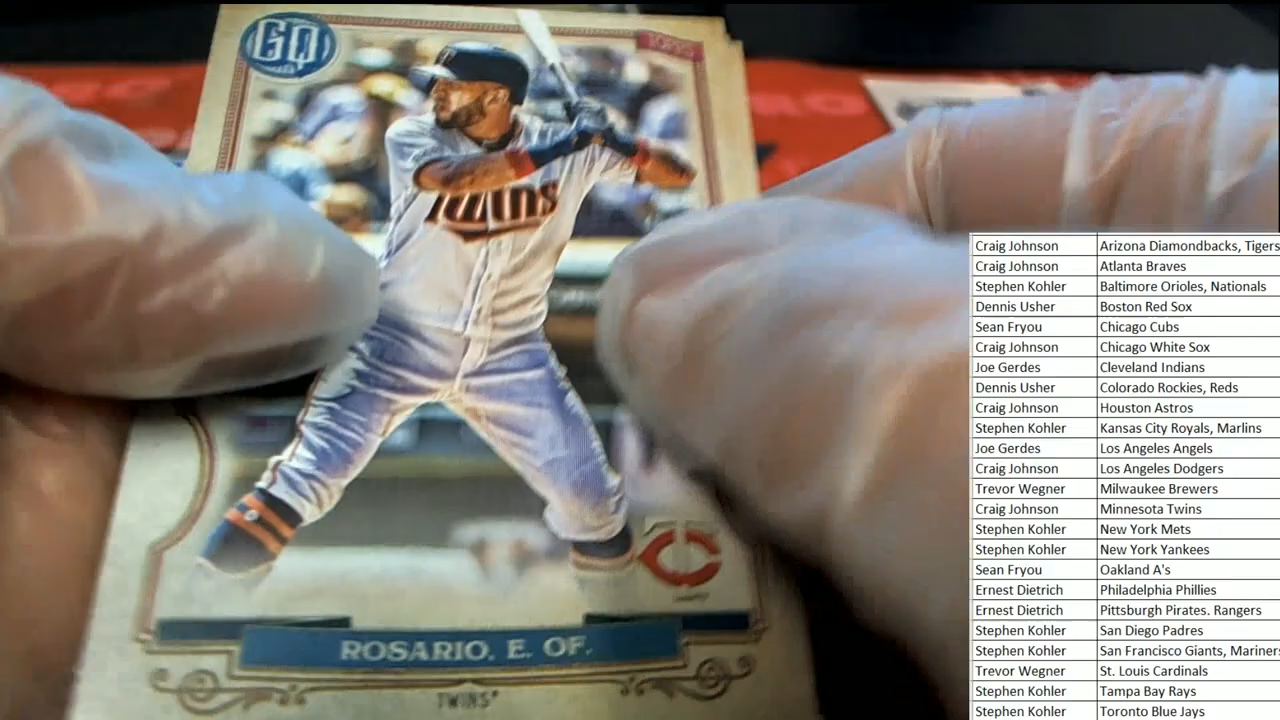 GQ
TOPPS
T
Twins
RO
C
ROSARIO. E. OF.
TWINS
Craig Johnson Arizona Diamondbacks, Tigers
Craig Johnson Atlanta Braves
Stephen Kohler Baltimore Orioles, Nationals
Dennis Usher Boston Red Sox
Sean Fryou Chicago Cubs
Craig Johnson Chicago White Sox
Joe Gerdes Cleveland Indians
Dennis Usher Colorado Rockies, Reds
Craig Johnson Houston Astros
Stephen Kohler Kansas City Royals, Marlins
Joe Gerdes Los Angeles Angels
Craig Johnson Los Angeles Dodgers
Trevor Wegner Milwaukee Brewers
Craig Johnson Minnesota Twins
Stephen Kohler New York Mets
Stephen Kohler New York Yankees
Sean Fryou Oakland A's
Ernest Dietrich Philadelphia Phillies
Ernest Dietrich Pittsburgh Pirates. Rangers
Stephen Kohler San Diego Padres
Stephen Kohler San Francisco Giants, Mariners
Trevor Wegner St. Louis Cardinals
Stephen Kohler Tampa Bay Rays
Stephen Kohler Toronto Blue Jays